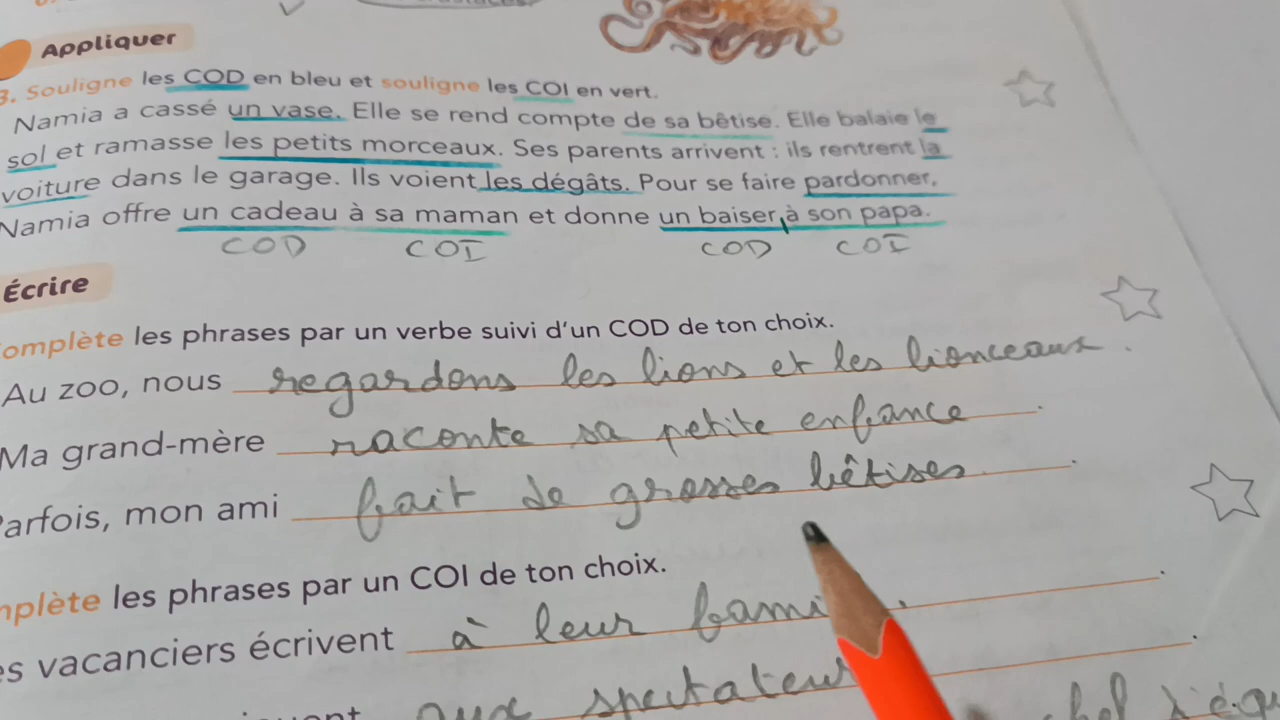 Appliquer
3. Souligne les COD en bleu et souligne les COI en vert.
Namia a cassé un vase. Elle se rend compte de sa bêtise. Elle balaie le
sol et ramasse les petits morceaux. Ses parents arrivent : ils rentrent la
voiture dans le garage. Ils voient les dégâts. Pour se faire pardonner,
Namia offre un cadeau à sa maman et donne un baiser à son papa.
COD COI COD COI
Écrire
omplète les phrases par un verbe suivi d'un COD de ton choix.
Au zoo, nous regardons les lions et les lionceaux.
Ma grand-mère raconte sa petite enfance.
Parfois, mon ami fait de grosses bêtises.
mplète les phrases par un COI de ton choix.
es vacanciers écrivent à leur fami
aux spectateur